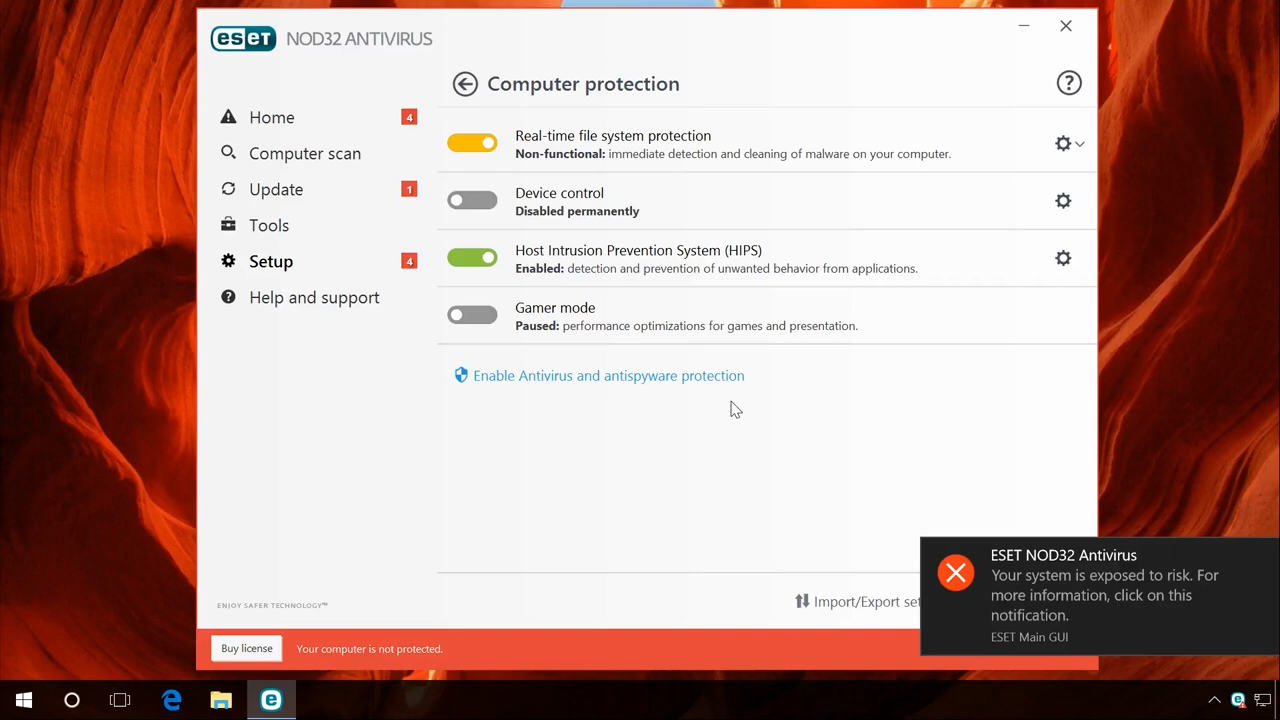 eset NOD32 ANTIVIRUS
Computer protection
Home 4
Computer scan
Update 1
Tools
Setup 4
Help and support
Real-time file system protection
Non-functional: immediate detection and cleaning of malware on your computer.
Device control
Disabled permanently
Host Intrusion Prevention System (HIPS)
Enabled: detection and prevention of unwanted behavior from applications.
Gamer mode
Paused: performance optimizations for games and presentation.
Enable Antivirus and antispyware protection
ENJOY SAFER TECHNOLOGY™
Import/Export set
Buy license
Your computer is not protected.
ESET NOD32 Antivirus
Your system is exposed to risk. For
more information, click on this
notification.
ESET Main GUI